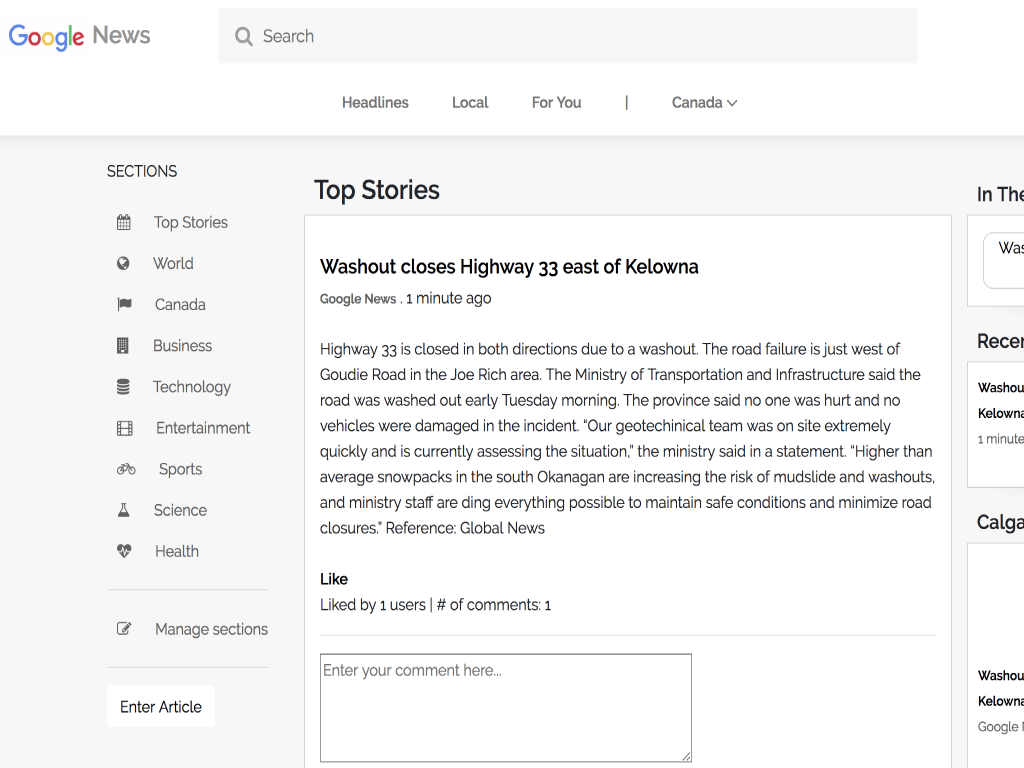 Google News
Search
Headlines
Local
For You
|
Canada
SECTIONS
Top Stories
World
Canada
Business
Technology
Entertainment
Sports
Science
Health
Manage sections
Enter Article
Top Stories
Washout closes Highway 33 east of Kelowna
Google News . 1 minute ago
Highway 33 is closed in both directions due to a washout. The road failure is just west of
Goudie Road in the Joe Rich area. The Ministry of Transportation and Infrastructure said the
road was washed out early Tuesday morning. The province said no one was hurt and no
vehicles were damaged in the incident. “Our geotechinical team was on site extremely
quickly and is currently assessing the situation,” the ministry said in a statement. “Higher than
average snowpacks in the south Okanagan are increasing the risk of mudslide and washouts,
and ministry staff are ding everything possible to maintain safe conditions and minimize road
closures.” Reference: Global News
Like
Liked by 1 users | # of comments: 1
Enter your comment here...
In The
Was
Recen
Washou
Kelowna
1 minute
Calga
Washou
Kelowna
Google N